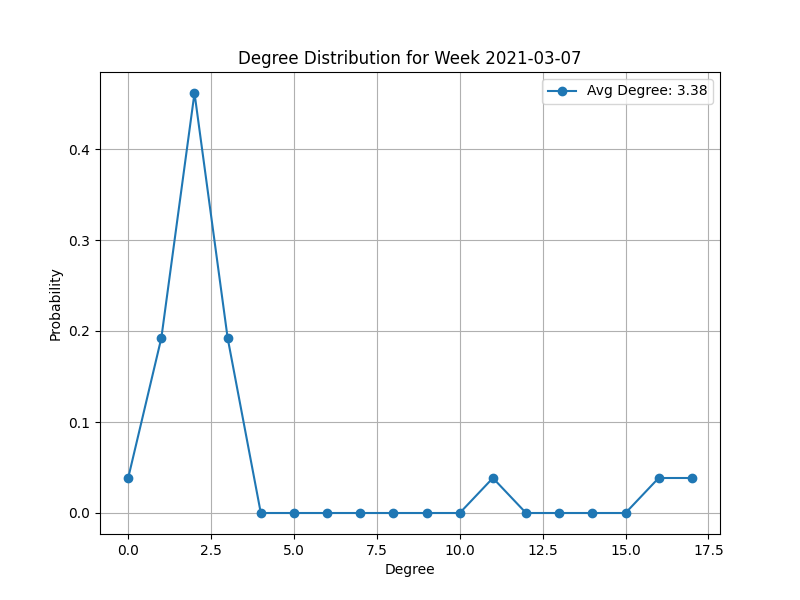 Degree Distribution for Week 2021-03-07
Avg Degree: 3.38
Probability
0.4
0.3
0.2
0.1
0.0
0.0 2.5 5.0 7.5 10.0 12.5 15.0 17.5
Degree